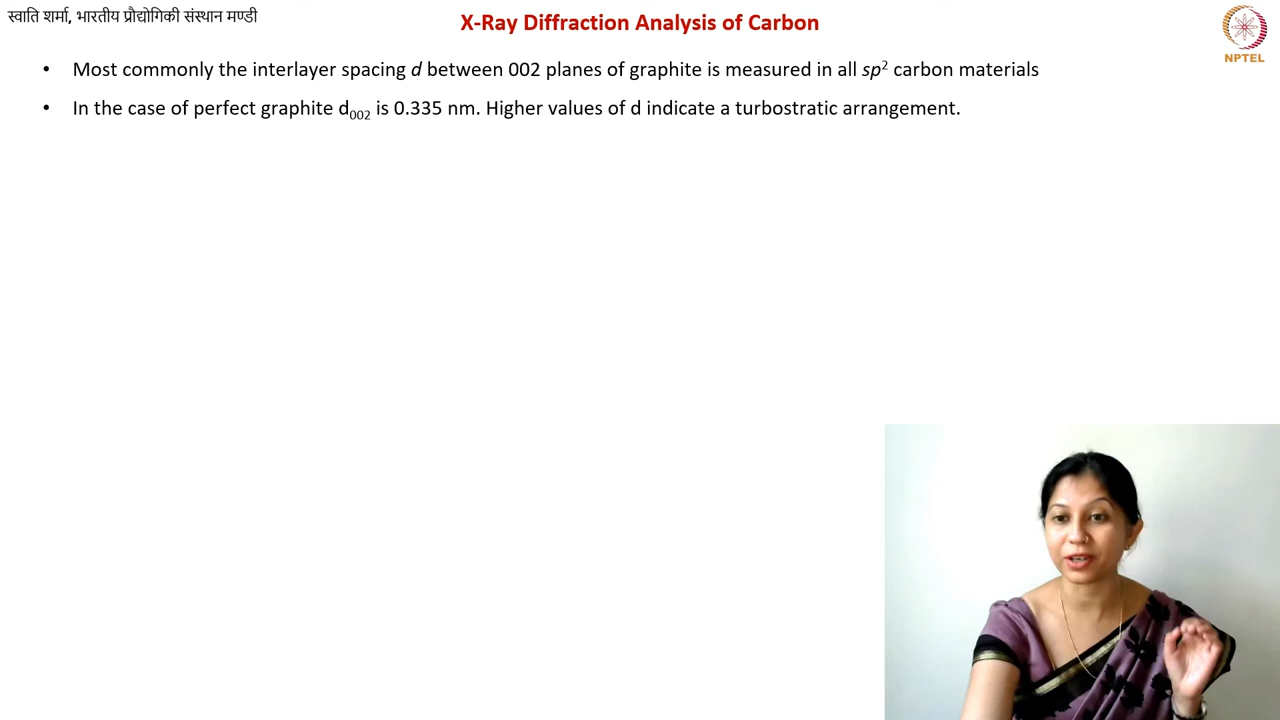 स्वाति शर्मा, भारतीय प्रौद्योगिकी संस्थान मण्डी
X-Ray Diffraction Analysis of Carbon
NPTEL
• Most commonly the interlayer spacing d between 002 planes of graphite is measured in all sp² carbon materials
• In the case of perfect graphite d₀₀₂ is 0.335 nm. Higher values of d indicate a turbostratic arrangement.